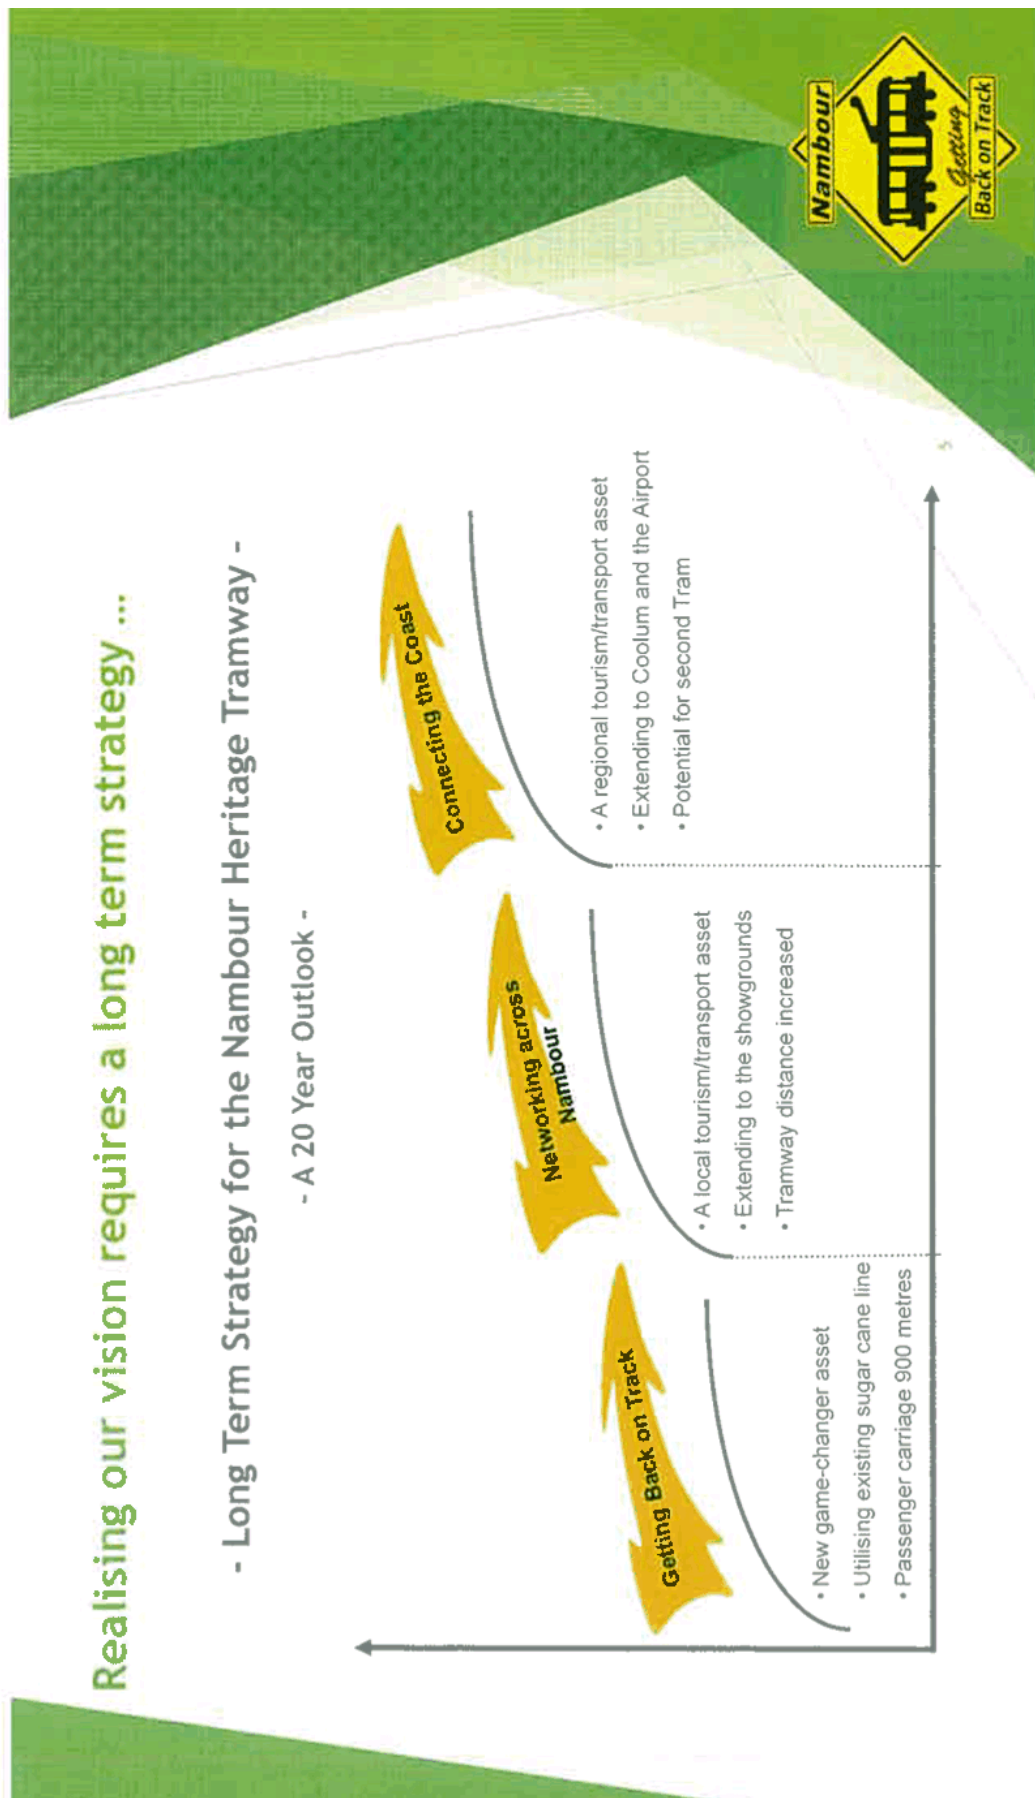 Realising our vision requires a long term strategy ...
- Long Term Strategy for the Nambour Heritage Tramway -
- A 20 Year Outlook -
Getting Back on Track
• New game-changer asset
• Utilising existing sugar cane line
• Passenger carriage 900 metres
Networking across
Nambour
• A local tourism/transport asset
• Extending to the showgrounds
• Tramway distance increased
Connecting the Coast
• A regional tourism/transport asset
• Extending to Coolum and the Airport
• Potential for second Tram
5
Nambour
Getting
Back on Track